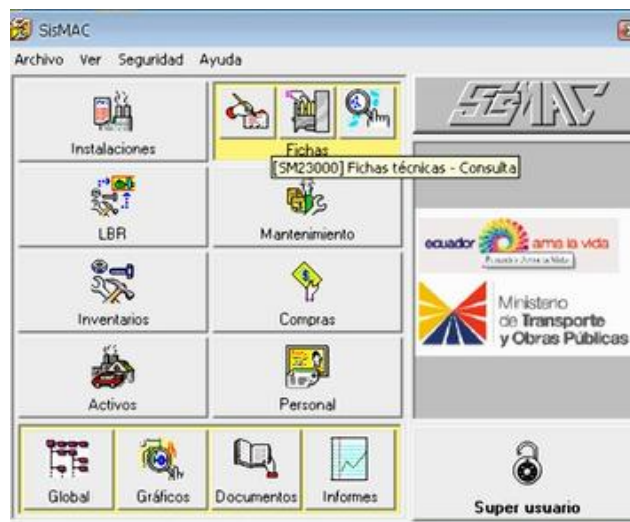 SisMAC
Archivo Ver Seguridad Ayuda
Instalaciones
Fichas
[SM23000] Fichas técnicas - Consulta
SisMAC
LBR
Mantenimiento
ecuador ama la vida
Inventarios
Compras
Ministerio
de Transporte
y Obras Públicas
Activos
Personal
Global
Gráficos
Documentos
Informes
Super usuario